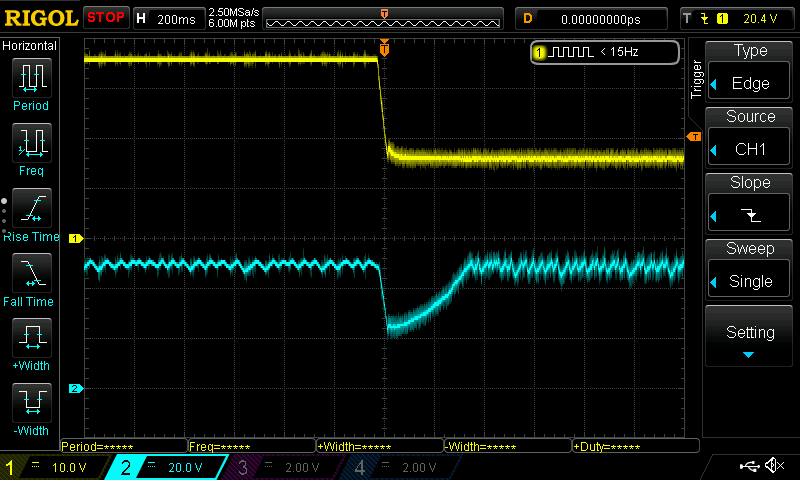 RIGOL STOP H 200ms 2.50MSa/s 6.00M pts D 0.00000000ps T 1 20.4 V
Horizontal
Period
Freq
Rise Time
Fall Time
+Width
-Width
T
1 < 15Hz
T
1
2
Trigger
Type
Edge
Source
CH1
Slope
Sweep
Single
Setting
Period=***** Freq=***** +Width=***** -Width=***** +Duty=*****
1 10.0 V 2 20.0 V 3 2.00 V 4 2.00 V